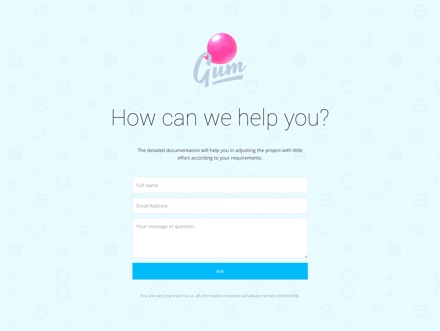 Gum
How can we help you?
The detailed documentation will help you in adjusting the project with little
effort according to your requirements.
Full name
Email Address
Your message or question
Ask
You are very important to us, all information received will always remain confidential.